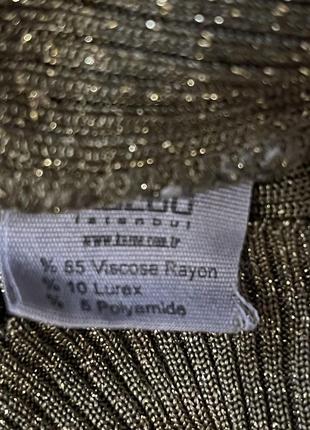 istanbul
% 85 Viscose Rayon
% 10 Lurex
% 5 Polyamide